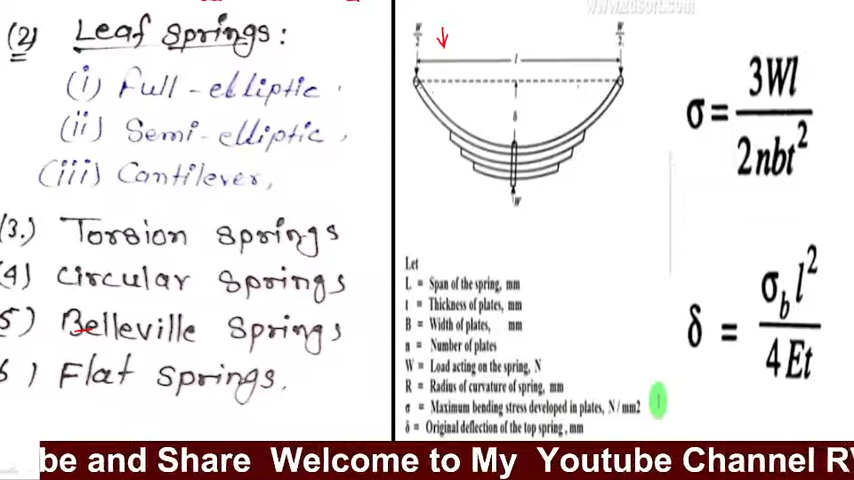 (2) Leaf Springs :
(i) Full-elliptic
(ii) Semi-elliptic,
(iii) Cantilever,
(3.) Torsion Springs
(4) Circular Springs
5) Belleville Springs
) Flat Springs.
W/2
W/2
l
δ
W
σ = 3Wl / 2nbt²
δ = σ_b l² / 4Et
Let
L = Span of the spring, mm
t = Thickness of plates, mm
B = Width of plates, mm
n = Number of plates
W = Load acting on the spring, N
R = Radius of curvature of spring, mm
σ = Maximum bending stress developed in plates, N/mm2
δ = Original deflection of the top spring, mm
be and Share Welcome to My Youtube Channel RV